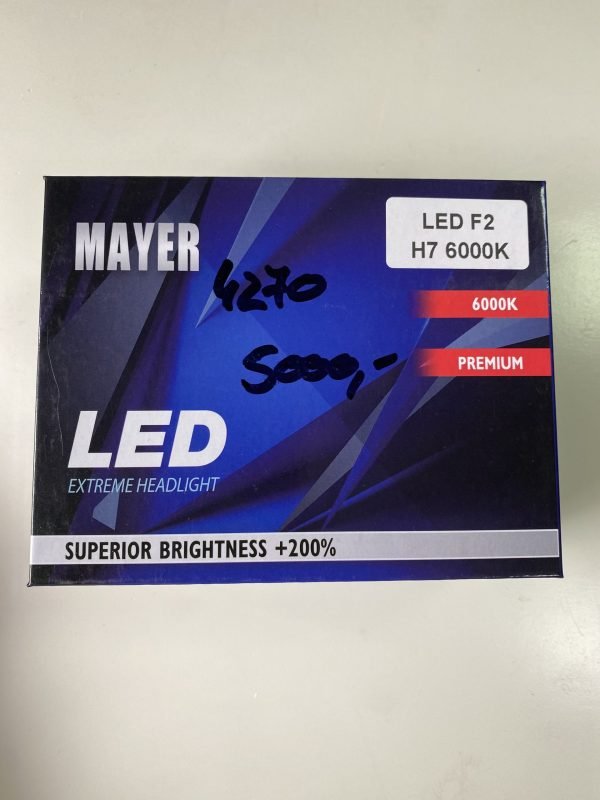 MAYER
LED F2
H7 6000K
4270
6000K
5000,-
PREMIUM
LED
EXTREME HEADLIGHT
SUPERIOR BRIGHTNESS +200%